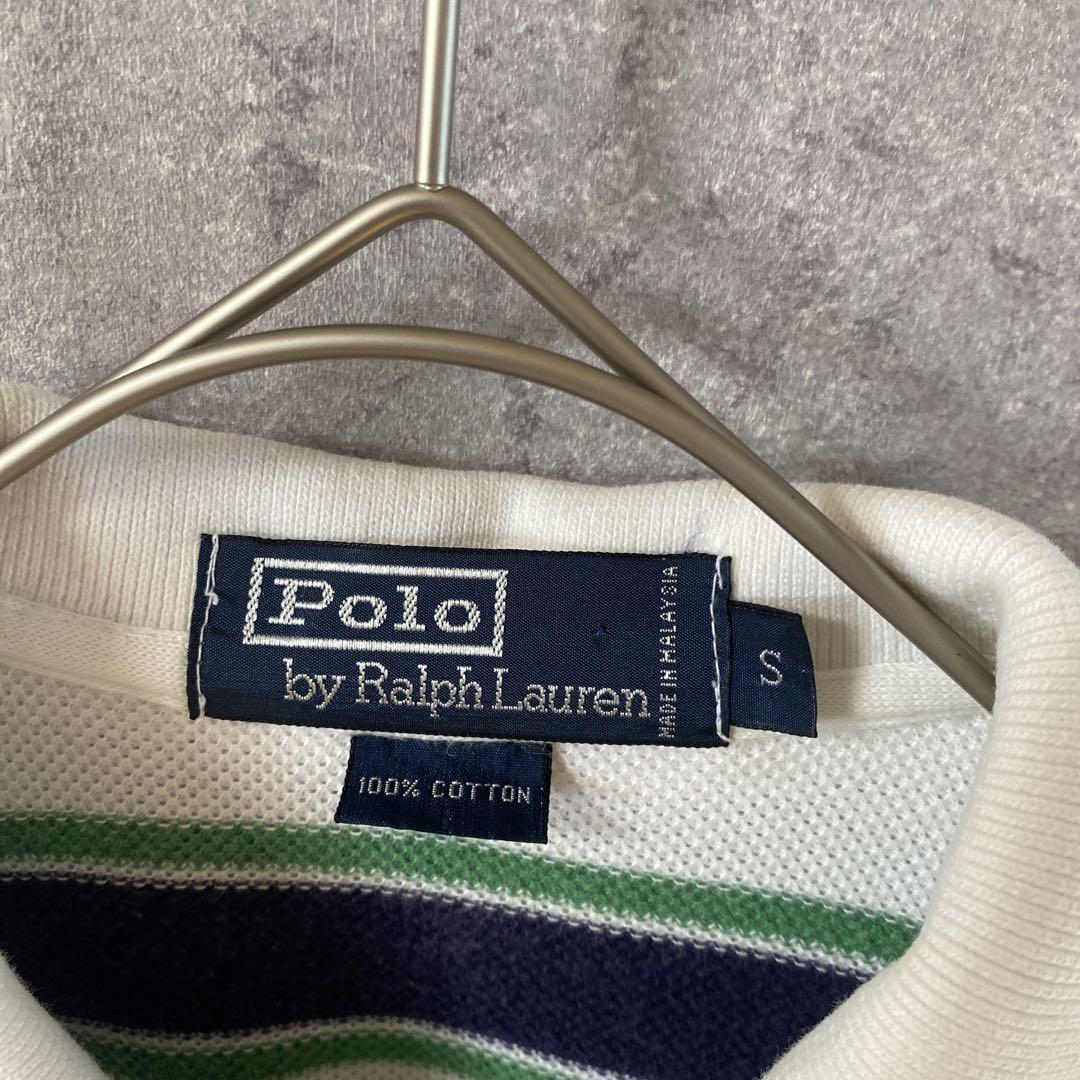 Polo
by Ralph Lauren
MADE IN MALAYSIA
S
100% COTTON